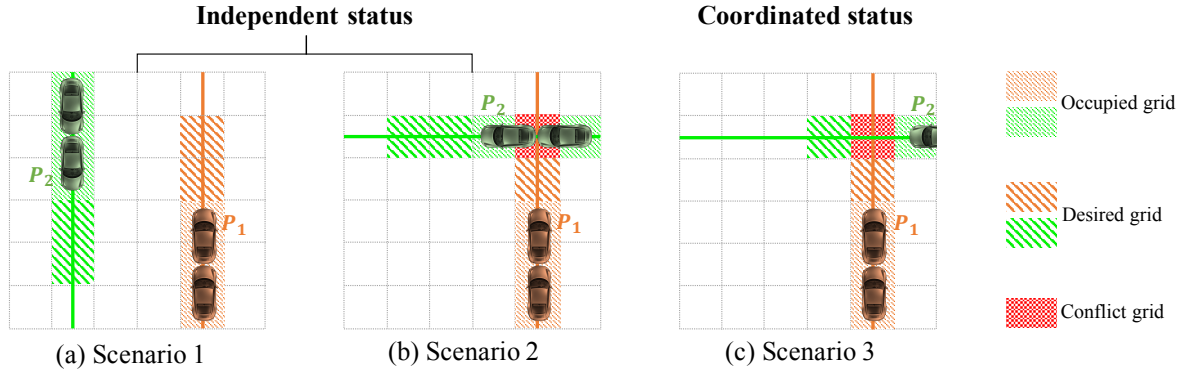 Independent status
Coordinated status
P₂
P₁
P₂
P₁
P₂
P₁
Occupied grid
Desired grid
Conflict grid
(a) Scenario 1
(b) Scenario 2
(c) Scenario 3